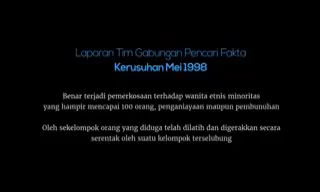 Laporan Tim Gabungan Pencari Fakta
Kerusuhan Mei 1998
Benar terjadi pemerkosaan terhadap wanita etnis minoritas
yang hampir mencapai 100 orang, penganiayaan maupun pembunuhan
Oleh sekelompok orang yang diduga telah dilatih dan digerakkan secara
serentak oleh suatu kelompok terselubung